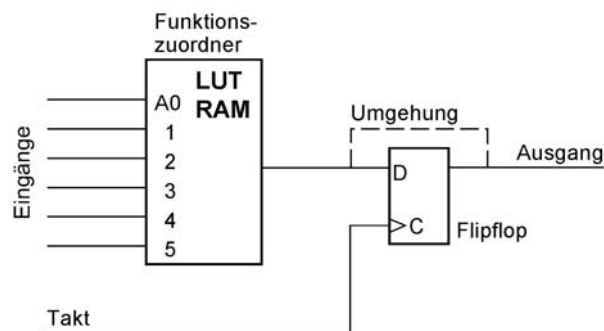 Funktions-
zuordner
LUT
RAM
A0
1
2
3
4
5
Eingänge
Umgehung
Ausgang
D
C
Flipflop
Takt